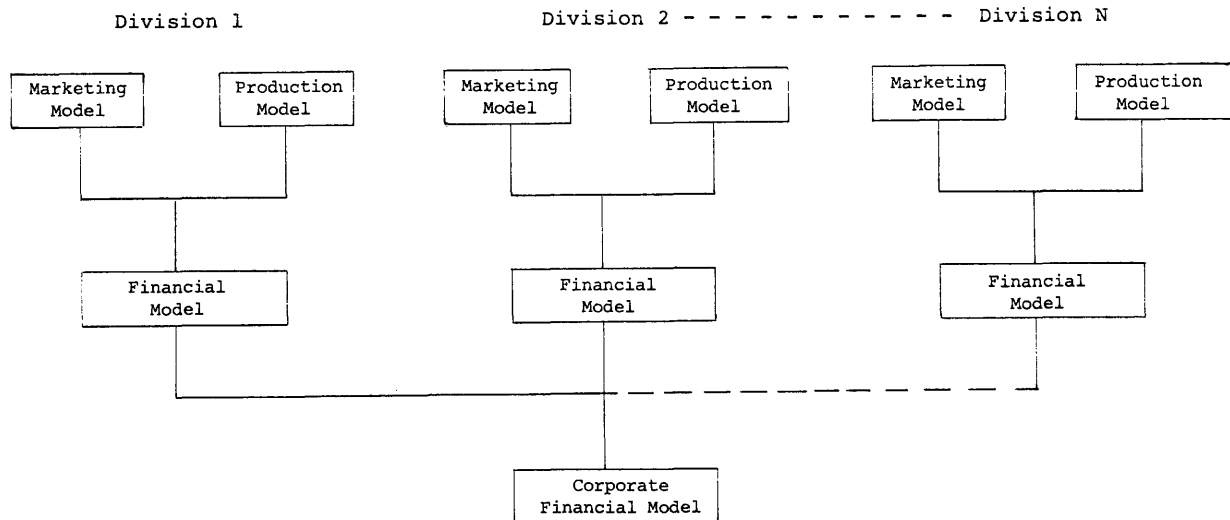 Division 1
Division 2 - - - - - - - - - - - Division N
Marketing
Model
Production
Model
Marketing
Model
Production
Model
Marketing
Model
Production
Model
Financial
Model
Financial
Model
Financial
Model
Corporate
Financial Model